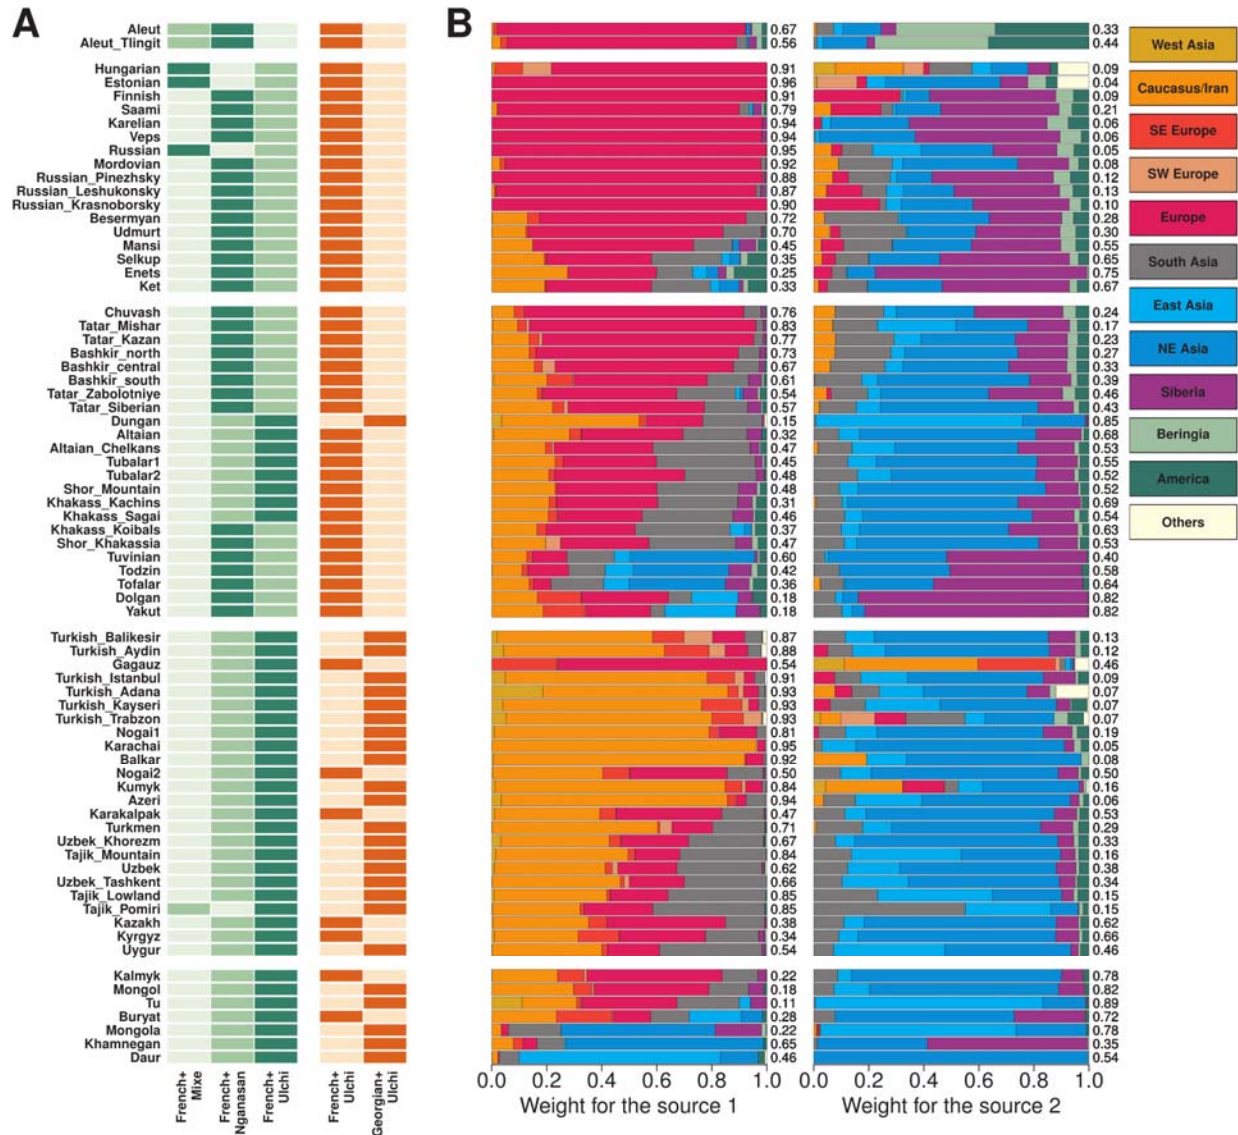 A
B
Aleut 0.67 0.33
Aleut_Tlingit 0.56 0.44
Hungarian 0.91 0.09
Estonian 0.96 0.04
Finnish 0.91 0.09
Saami 0.79 0.21
Karelian 0.94 0.06
Veps 0.94 0.06
Russian 0.95 0.05
Mordovian 0.92 0.08
Russian_Pinezhsky 0.88 0.12
Russian_Leshukonsky 0.87 0.13
Russian_Krasnoborsky 0.90 0.10
Besermyan 0.72 0.28
Udmurt 0.70 0.30
Mansi 0.45 0.55
Selkup 0.35 0.65
Enets 0.25 0.75
Ket 0.33 0.67
Chuvash 0.76 0.24
Tatar_Mishar 0.83 0.17
Tatar_Kazan 0.77 0.23
Bashkir_north 0.73 0.27
Bashkir_central 0.67 0.33
Bashkir_south 0.61 0.39
Tatar_Zabolotniye 0.54 0.46
Tatar_Siberian 0.57 0.43
Dungan 0.15 0.85
Altaian 0.32 0.68
Altaian_Chelkans 0.47 0.53
Tubalar1 0.45 0.55
Tubalar2 0.48 0.52
Shor_Mountain 0.48 0.52
Khakass_Kachins 0.31 0.69
Khakass_Sagai 0.46 0.54
Khakass_Koibals 0.37 0.63
Shor_Khakassia 0.47 0.53
Tuvinian 0.60 0.40
Todzin 0.42 0.58
Tofalar 0.36 0.64
Dolgan 0.18 0.82
Yakut 0.18 0.82
Turkish_Balikesir 0.87 0.13
Turkish_Aydin 0.88 0.12
Gagauz 0.54 0.46
Turkish_Istanbul 0.91 0.09
Turkish_Adana 0.93 0.07
Turkish_Kayseri 0.93 0.07
Turkish_Trabzon 0.93 0.07
Nogai1 0.81 0.19
Karachai 0.95 0.05
Balkar 0.92 0.08
Nogai2 0.50 0.50
Kumyk 0.84 0.16
Azeri 0.94 0.06
Karakalpak 0.47 0.53
Turkmen 0.71 0.29
Uzbek_Khorezm 0.67 0.33
Tajik_Mountain 0.84 0.16
Uzbek 0.62 0.38
Uzbek_Tashkent 0.66 0.34
Tajik_Lowland 0.85 0.15
Tajik_Pomiri 0.85 0.15
Kazakh 0.38 0.62
Kyrgyz 0.34 0.66
Uygur 0.54 0.46
Kalmyk 0.22 0.78
Mongol 0.18 0.82
Tu 0.11 0.89
Buryat 0.28 0.72
Mongola 0.22 0.78
Khamnegan 0.65 0.35
Daur 0.46 0.54
French+
Mixe
French+
Nganasan
French+
Ulchi
French+
Ulchi
Georgian+
Ulchi
0.0 0.2 0.4 0.6 0.8 1.0
Weight for the source 1
0.0 0.2 0.4 0.6 0.8 1.0
Weight for the source 2
West Asia
Caucasus/Iran
SE Europe
SW Europe
Europe
South Asia
East Asia
NE Asia
Siberia
Beringia
America
Others